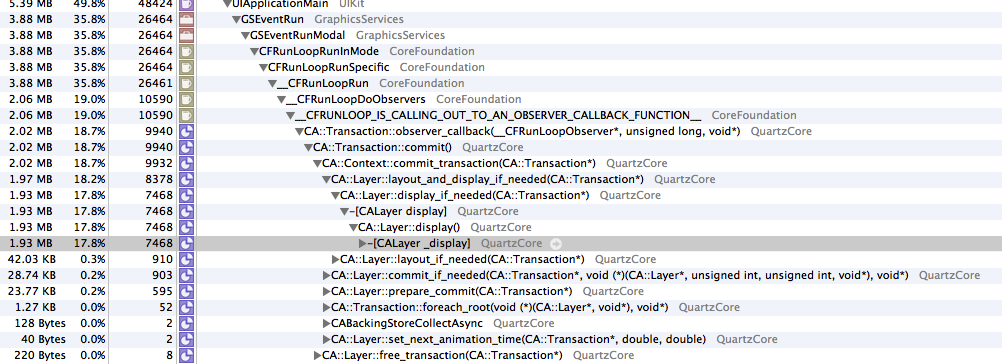 5.39 MB 49.8% 48424 ▼UIApplicationMain UIKit
3.88 MB 35.8% 26464 ▼GSEventRun GraphicsServices
3.88 MB 35.8% 26464 ▼GSEventRunModal GraphicsServices
3.88 MB 35.8% 26464 ▼CFRunLoopRunInMode CoreFoundation
3.88 MB 35.8% 26464 ▼CFRunLoopRunSpecific CoreFoundation
3.88 MB 35.8% 26461 ▼__CFRunLoopRun CoreFoundation
2.06 MB 19.0% 10590 ▼__CFRunLoopDoObservers CoreFoundation
2.06 MB 19.0% 10590 ▼__CFRUNLOOP_IS_CALLING_OUT_TO_AN_OBSERVER_CALLBACK_FUNCTION__ CoreFoundation
2.02 MB 18.7% 9940 ▼CA::Transaction::observer_callback(__CFRunLoopObserver*, unsigned long, void*) QuartzCore
2.02 MB 18.7% 9940 ▼CA::Transaction::commit() QuartzCore
2.02 MB 18.7% 9932 ▼CA::Context::commit_transaction(CA::Transaction*) QuartzCore
1.97 MB 18.2% 8378 ▼CA::Layer::layout_and_display_if_needed(CA::Transaction*) QuartzCore
1.93 MB 17.8% 7468 ▼CA::Layer::display_if_needed(CA::Transaction*) QuartzCore
1.93 MB 17.8% 7468 ▼-[CALayer display] QuartzCore
1.93 MB 17.8% 7468 ▼CA::Layer::display() QuartzCore
1.93 MB 17.8% 7468 ▶-[CALayer _display] QuartzCore
42.03 KB 0.3% 910 ▶CA::Layer::layout_if_needed(CA::Transaction*) QuartzCore
28.74 KB 0.2% 903 ▶CA::Layer::commit_if_needed(CA::Transaction*, void (*)(CA::Layer*, unsigned int, unsigned int, void*), void*) QuartzCore
23.77 KB 0.2% 595 ▶CA::Layer::prepare_commit(CA::Transaction*) QuartzCore
1.27 KB 0.0% 52 ▶CA::Transaction::foreach_root(void (*)(CA::Layer*, void*), void*) QuartzCore
128 Bytes 0.0% 2 ▶CABackingStoreCollectAsync QuartzCore
40 Bytes 0.0% 2 ▶CA::Layer::set_next_animation_time(CA::Transaction*, double, double) QuartzCore
220 Bytes 0.0% 8 ▶CA::Layer::free_transaction(CA::Transaction*) QuartzCore